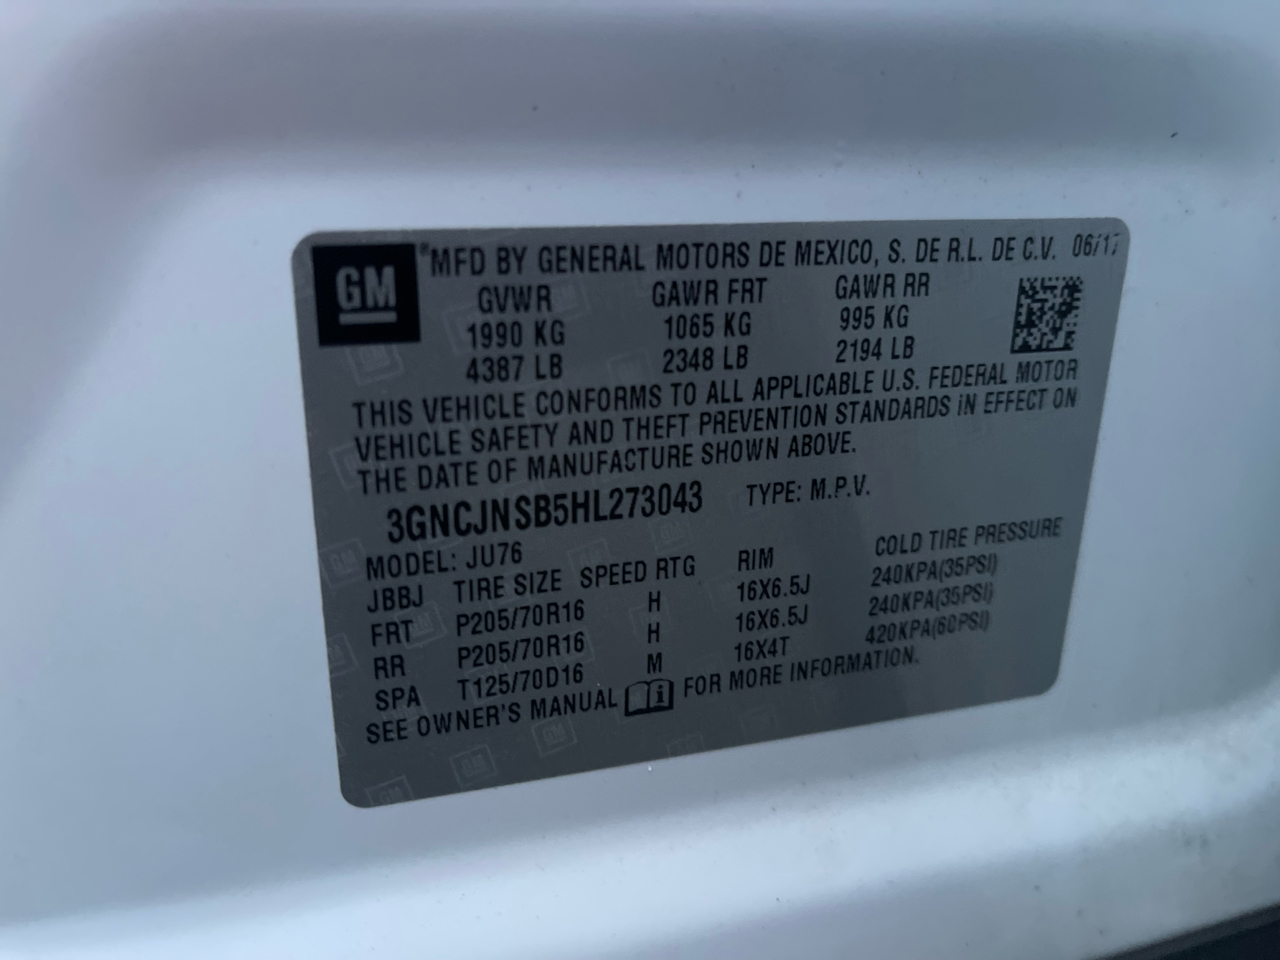 GM
®MFD BY GENERAL MOTORS DE MEXICO, S. DE R.L. DE C.V. 06/17
GVWR GAWR FRT GAWR RR
1990 KG 1065 KG 995 KG
4387 LB 2348 LB 2194 LB
THIS VEHICLE CONFORMS TO ALL APPLICABLE U.S. FEDERAL MOTOR
VEHICLE SAFETY AND THEFT PREVENTION STANDARDS IN EFFECT ON
THE DATE OF MANUFACTURE SHOWN ABOVE.
3GNCJNSB5HL273043 TYPE: M.P.V.
MODEL: JU76
JBBJ TIRE SIZE SPEED RTG RIM COLD TIRE PRESSURE
FRT P205/70R16 H 16X6.5J 240KPA(35PSI)
RR P205/70R16 H 16X6.5J 240KPA(35PSI)
SPA T125/70D16 M 16X4T 420KPA(60PSI)
SEE OWNER'S MANUAL i FOR MORE INFORMATION.